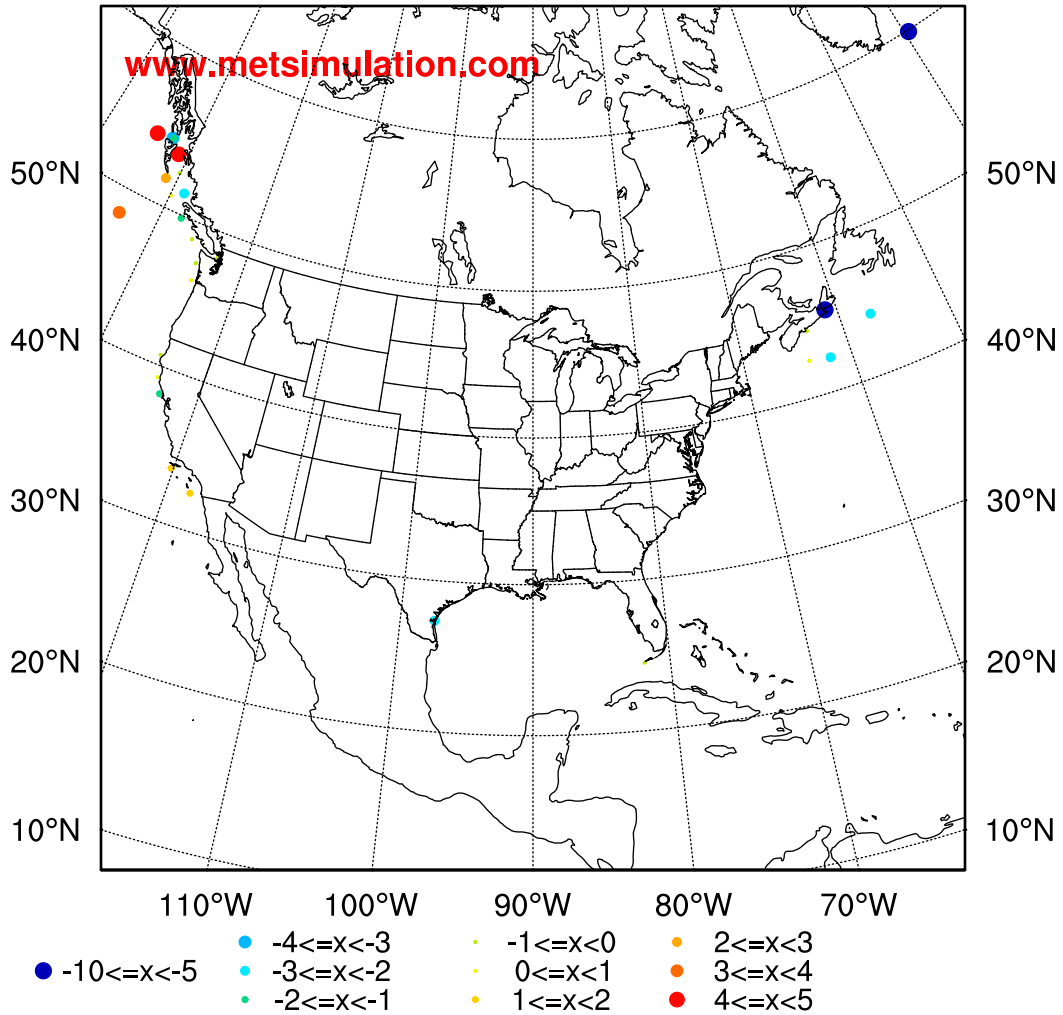 www.metsimulation.com
50°N 50°N
40°N 40°N
30°N 30°N
20°N 20°N
10°N 10°N
110°W 100°W 90°W 80°W 70°W
-4<=x<-3 -1<=x<0 2<=x<3
-10<=x<-5 -3<=x<-2 0<=x<1 3<=x<4
-2<=x<-1 1<=x<2 4<=x<5